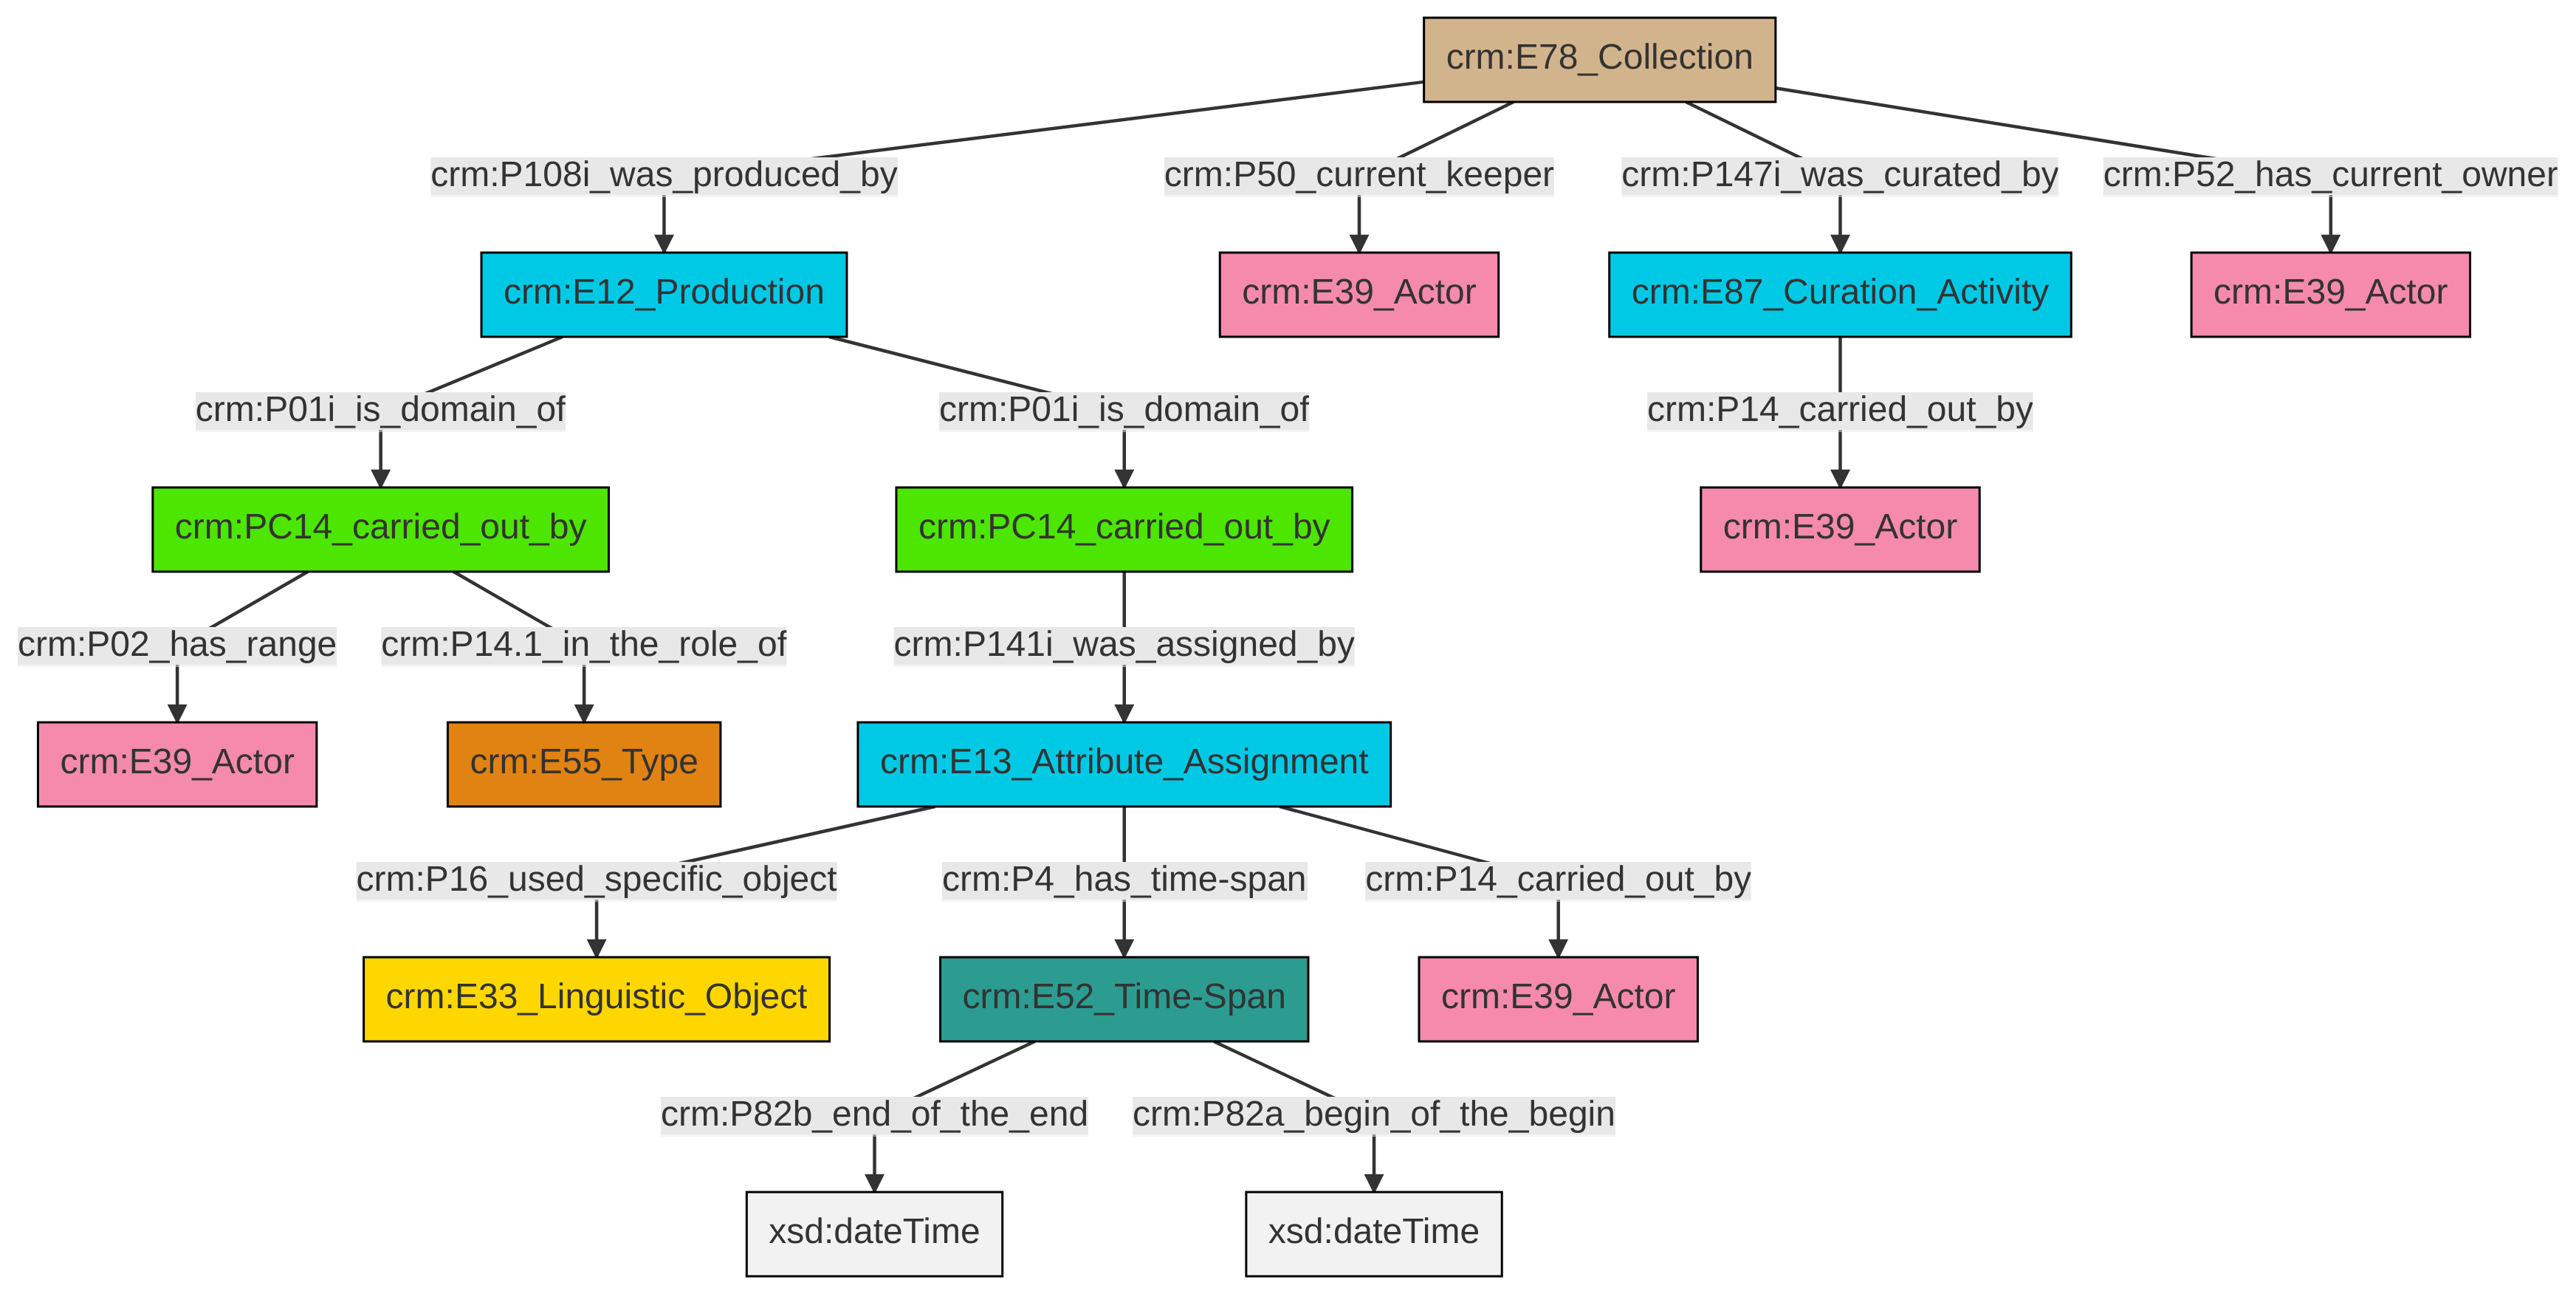 crm:E78_Collection
crm:P108i_was_produced_by
crm:P50_current_keeper
crm:P147i_was_curated_by
crm:P52_has_current_owner
crm:E12_Production
crm:E39_Actor
crm:E87_Curation_Activity
crm:E39_Actor
crm:P01i_is_domain_of
crm:P01i_is_domain_of
crm:P14_carried_out_by
crm:PC14_carried_out_by
crm:PC14_carried_out_by
crm:E39_Actor
crm:P02_has_range
crm:P14.1_in_the_role_of
crm:P141i_was_assigned_by
crm:E39_Actor
crm:E55_Type
crm:E13_Attribute_Assignment
crm:P16_used_specific_object
crm:P4_has_time-span
crm:P14_carried_out_by
crm:E33_Linguistic_Object
crm:E52_Time-Span
crm:E39_Actor
crm:P82b_end_of_the_end
crm:P82a_begin_of_the_begin
xsd:dateTime
xsd:dateTime